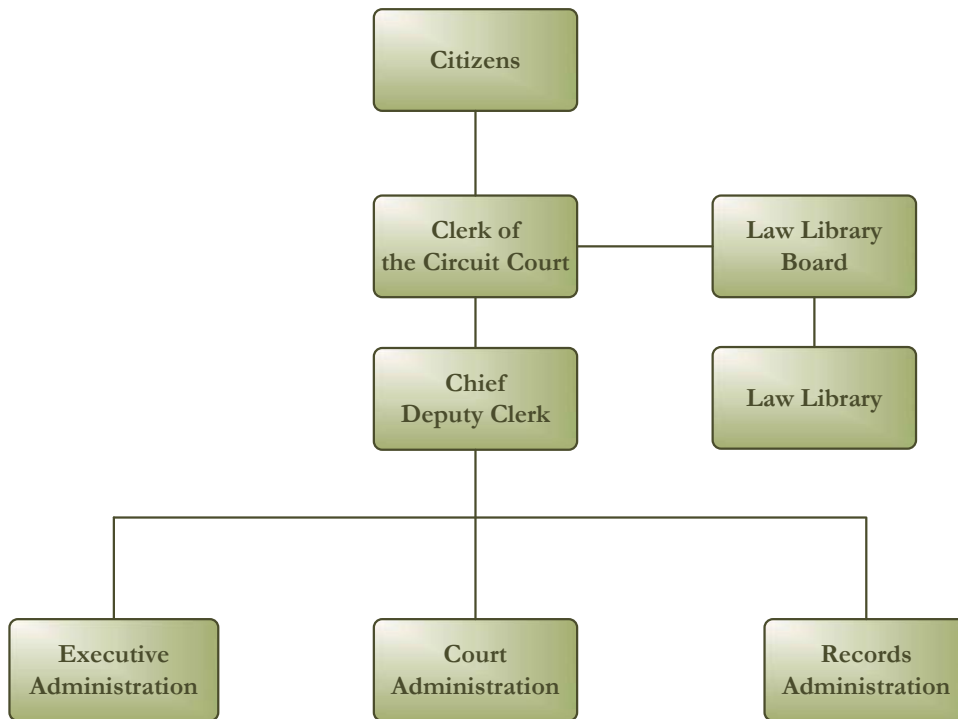 Citizens
Clerk of
the Circuit Court
Law Library
Board
Chief
Deputy Clerk
Law Library
Executive
Administration
Court
Administration
Records
Administration